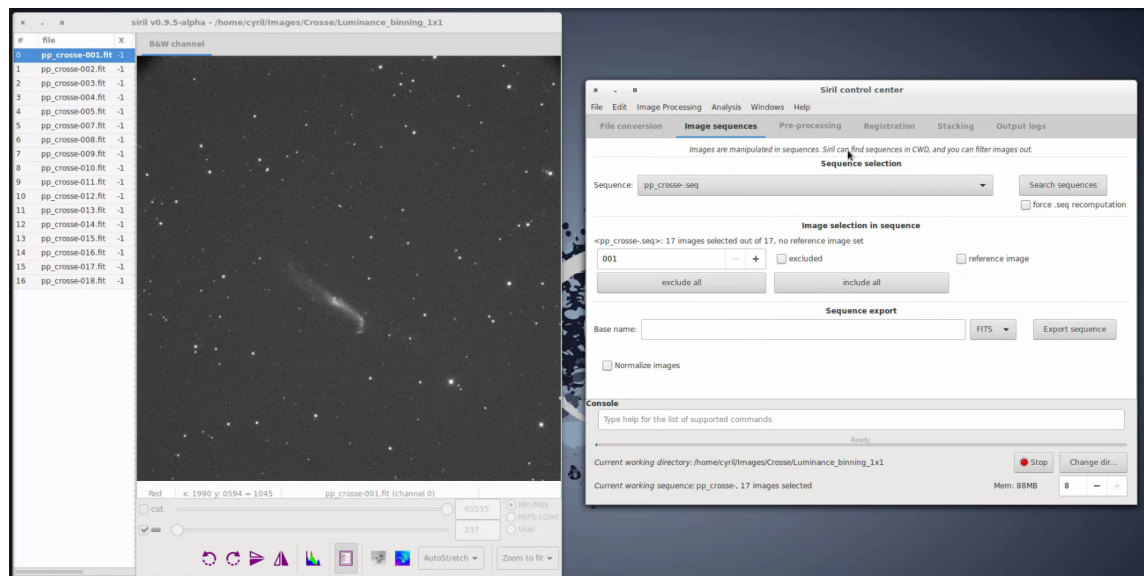 siril v0.9.5-alpha - /home/cyril/Images/Crosse/Luminance_binning_1x1
# file X
0 pp_crosse-001.fit -1
1 pp_crosse-002.fit -1
2 pp_crosse-003.fit -1
3 pp_crosse-004.fit -1
4 pp_crosse-005.fit -1
5 pp_crosse-007.fit -1
6 pp_crosse-008.fit -1
7 pp_crosse-009.fit -1
8 pp_crosse-010.fit -1
9 pp_crosse-011.fit -1
10 pp_crosse-012.fit -1
11 pp_crosse-013.fit -1
12 pp_crosse-014.fit -1
13 pp_crosse-015.fit -1
14 pp_crosse-016.fit -1
15 pp_crosse-017.fit -1
16 pp_crosse-018.fit -1
B&W channel
Red x: 1990 y: 0594 = 1045 pp_crosse-001.fit (channel 0)
cut 65535 Min/Max
MIPS-LO/HI
237 User
AutoStretch Zoom to fit
Siril control center
File Edit Image Processing Analysis Windows Help
File conversion Image sequences Pre-processing Registration Stacking Output logs
Images are manipulated in sequences. Siril can find sequences in CWD, and you can filter images out.
Sequence selection
Sequence: pp_crosse-.seq Search sequences
force .seq recomputation
Image selection in sequence
<pp_crosse-.seq>: 17 images selected out of 17, no reference image set
001 − + excluded reference image
exclude all include all
Sequence export
Base name: FITS Export sequence
Normalize images
Console
Type help for the list of supported commands
Ready.
Current working directory: /home/cyril/Images/Crosse/Luminance_binning_1x1 Stop Change dir...
Current working sequence: pp_crosse-, 17 images selected Mem: 88MB 8 − +